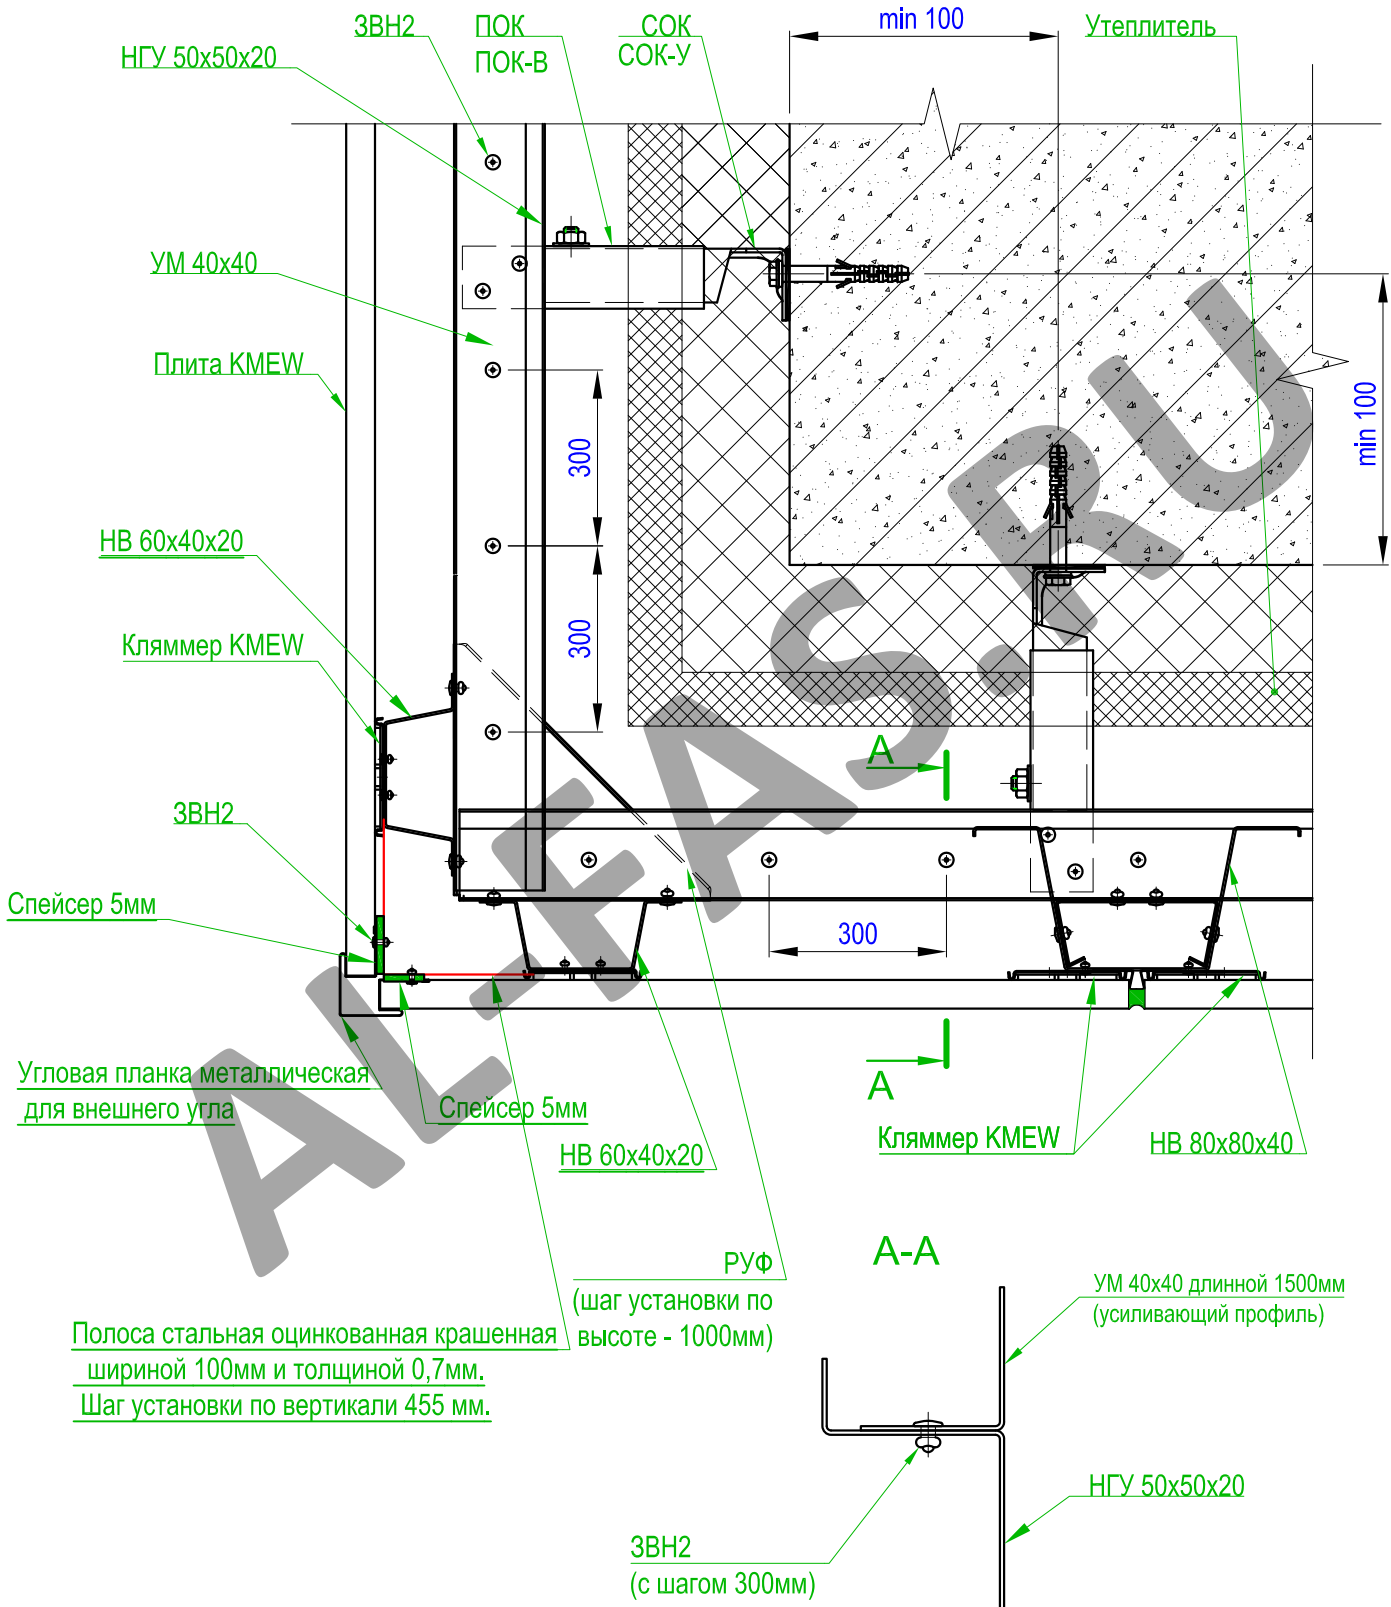 ЗВН2
ПОК
ПОК-В
СОК
СОК-У
min 100
Утеплитель
НГУ 50x50x20
УМ 40x40
Плита KMEW
300
min 100
НВ 60x40x20
300
Кляммер KMEW
А
ЗВН2
Спейсер 5мм
300
Угловая планка металлическая
для внешнего угла
Спейсер 5мм
А
НВ 60x40x20
Кляммер KMEW
НВ 80x80x40
РУФ
(шаг установки по
высоте - 1000мм)
А-А
УМ 40x40 длинной 1500мм
(усиливающий профиль)
Полоса стальная оцинкованная крашенная
шириной 100мм и толщиной 0,7мм.
Шаг установки по вертикали 455 мм.
НГУ 50x50x20
ЗВН2
(с шагом 300мм)
AL-FAS.RU